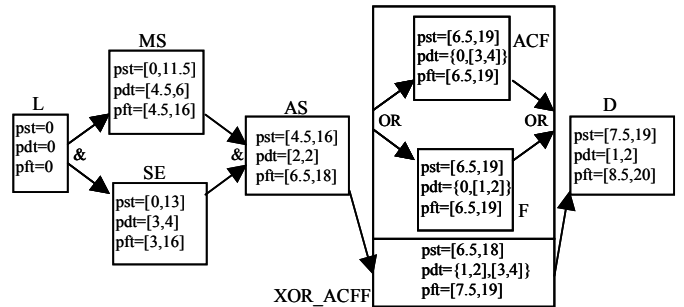 L
pst=0
pdt=0
pft=0
&
MS
pst=[0,11.5]
pdt=[4.5,6]
pft=[4.5,16]
SE
pst=[0,13]
pdt=[3,4]
pft=[3,16]
&
AS
pst=[4.5,16]
pdt=[2,2]
pft=[6.5,18]
OR
ACF
pst=[6.5,19]
pdt={0,[3,4]}
pft=[6.5,19]
F
pst=[6.5,19]
pdt={0,[1,2]}
pft=[6.5,19]
OR
XOR_ACFF
pst=[6.5,18]
pdt={1,2],[3,4]}
pft=[7.5,19]
D
pst=[7.5,19]
pdt=[1,2]
pft=[8.5,20]